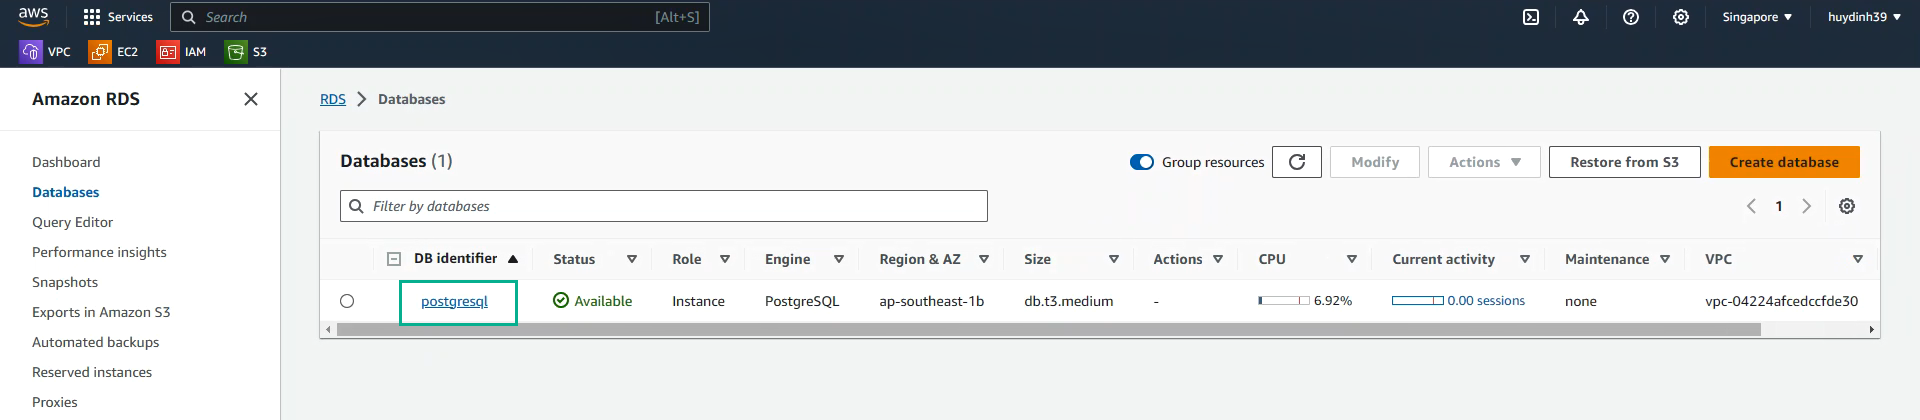 aws Services Search [Alt+S] Singapore huydinh39
VPC EC2 IAM S3
Amazon RDS
Dashboard
Databases
Query Editor
Performance insights
Snapshots
Exports in Amazon S3
Automated backups
Reserved instances
Proxies
RDS Databases
Databases (1) Group resources Modify Actions Restore from S3 Create database
Filter by databases 1
DB identifier Status Role Engine Region & AZ Size Actions CPU Current activity Maintenance VPC
postgresql Available Instance PostgreSQL ap-southeast-1b db.t3.medium - 6.92% 0.00 sessions none vpc-04224afcedccfde30